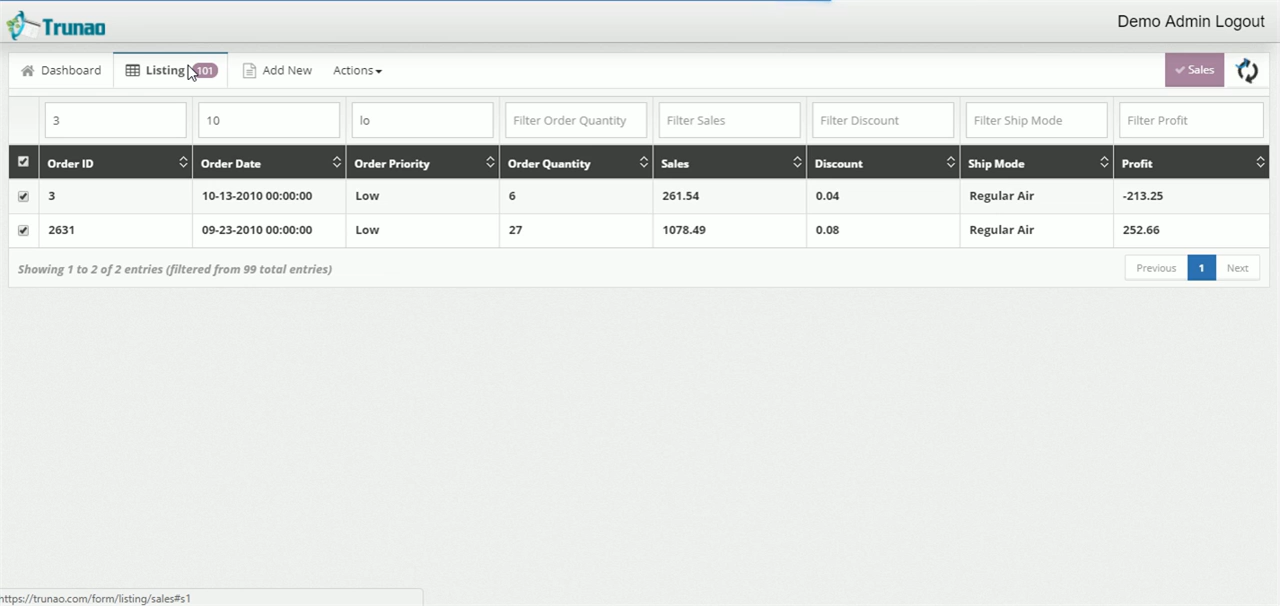 Trunao
Demo Admin Logout
Dashboard Listing 101 Add New Actions Sales
3 10 lo Filter Order Quantity Filter Sales Filter Discount Filter Ship Mode Filter Profit
Order ID Order Date Order Priority Order Quantity Sales Discount Ship Mode Profit
3 10-13-2010 00:00:00 Low 6 261.54 0.04 Regular Air -213.25
2631 09-23-2010 00:00:00 Low 27 1078.49 0.08 Regular Air 252.66
Showing 1 to 2 of 2 entries (filtered from 99 total entries) Previous 1 Next
https://trunao.com/form/listing/sales#s1